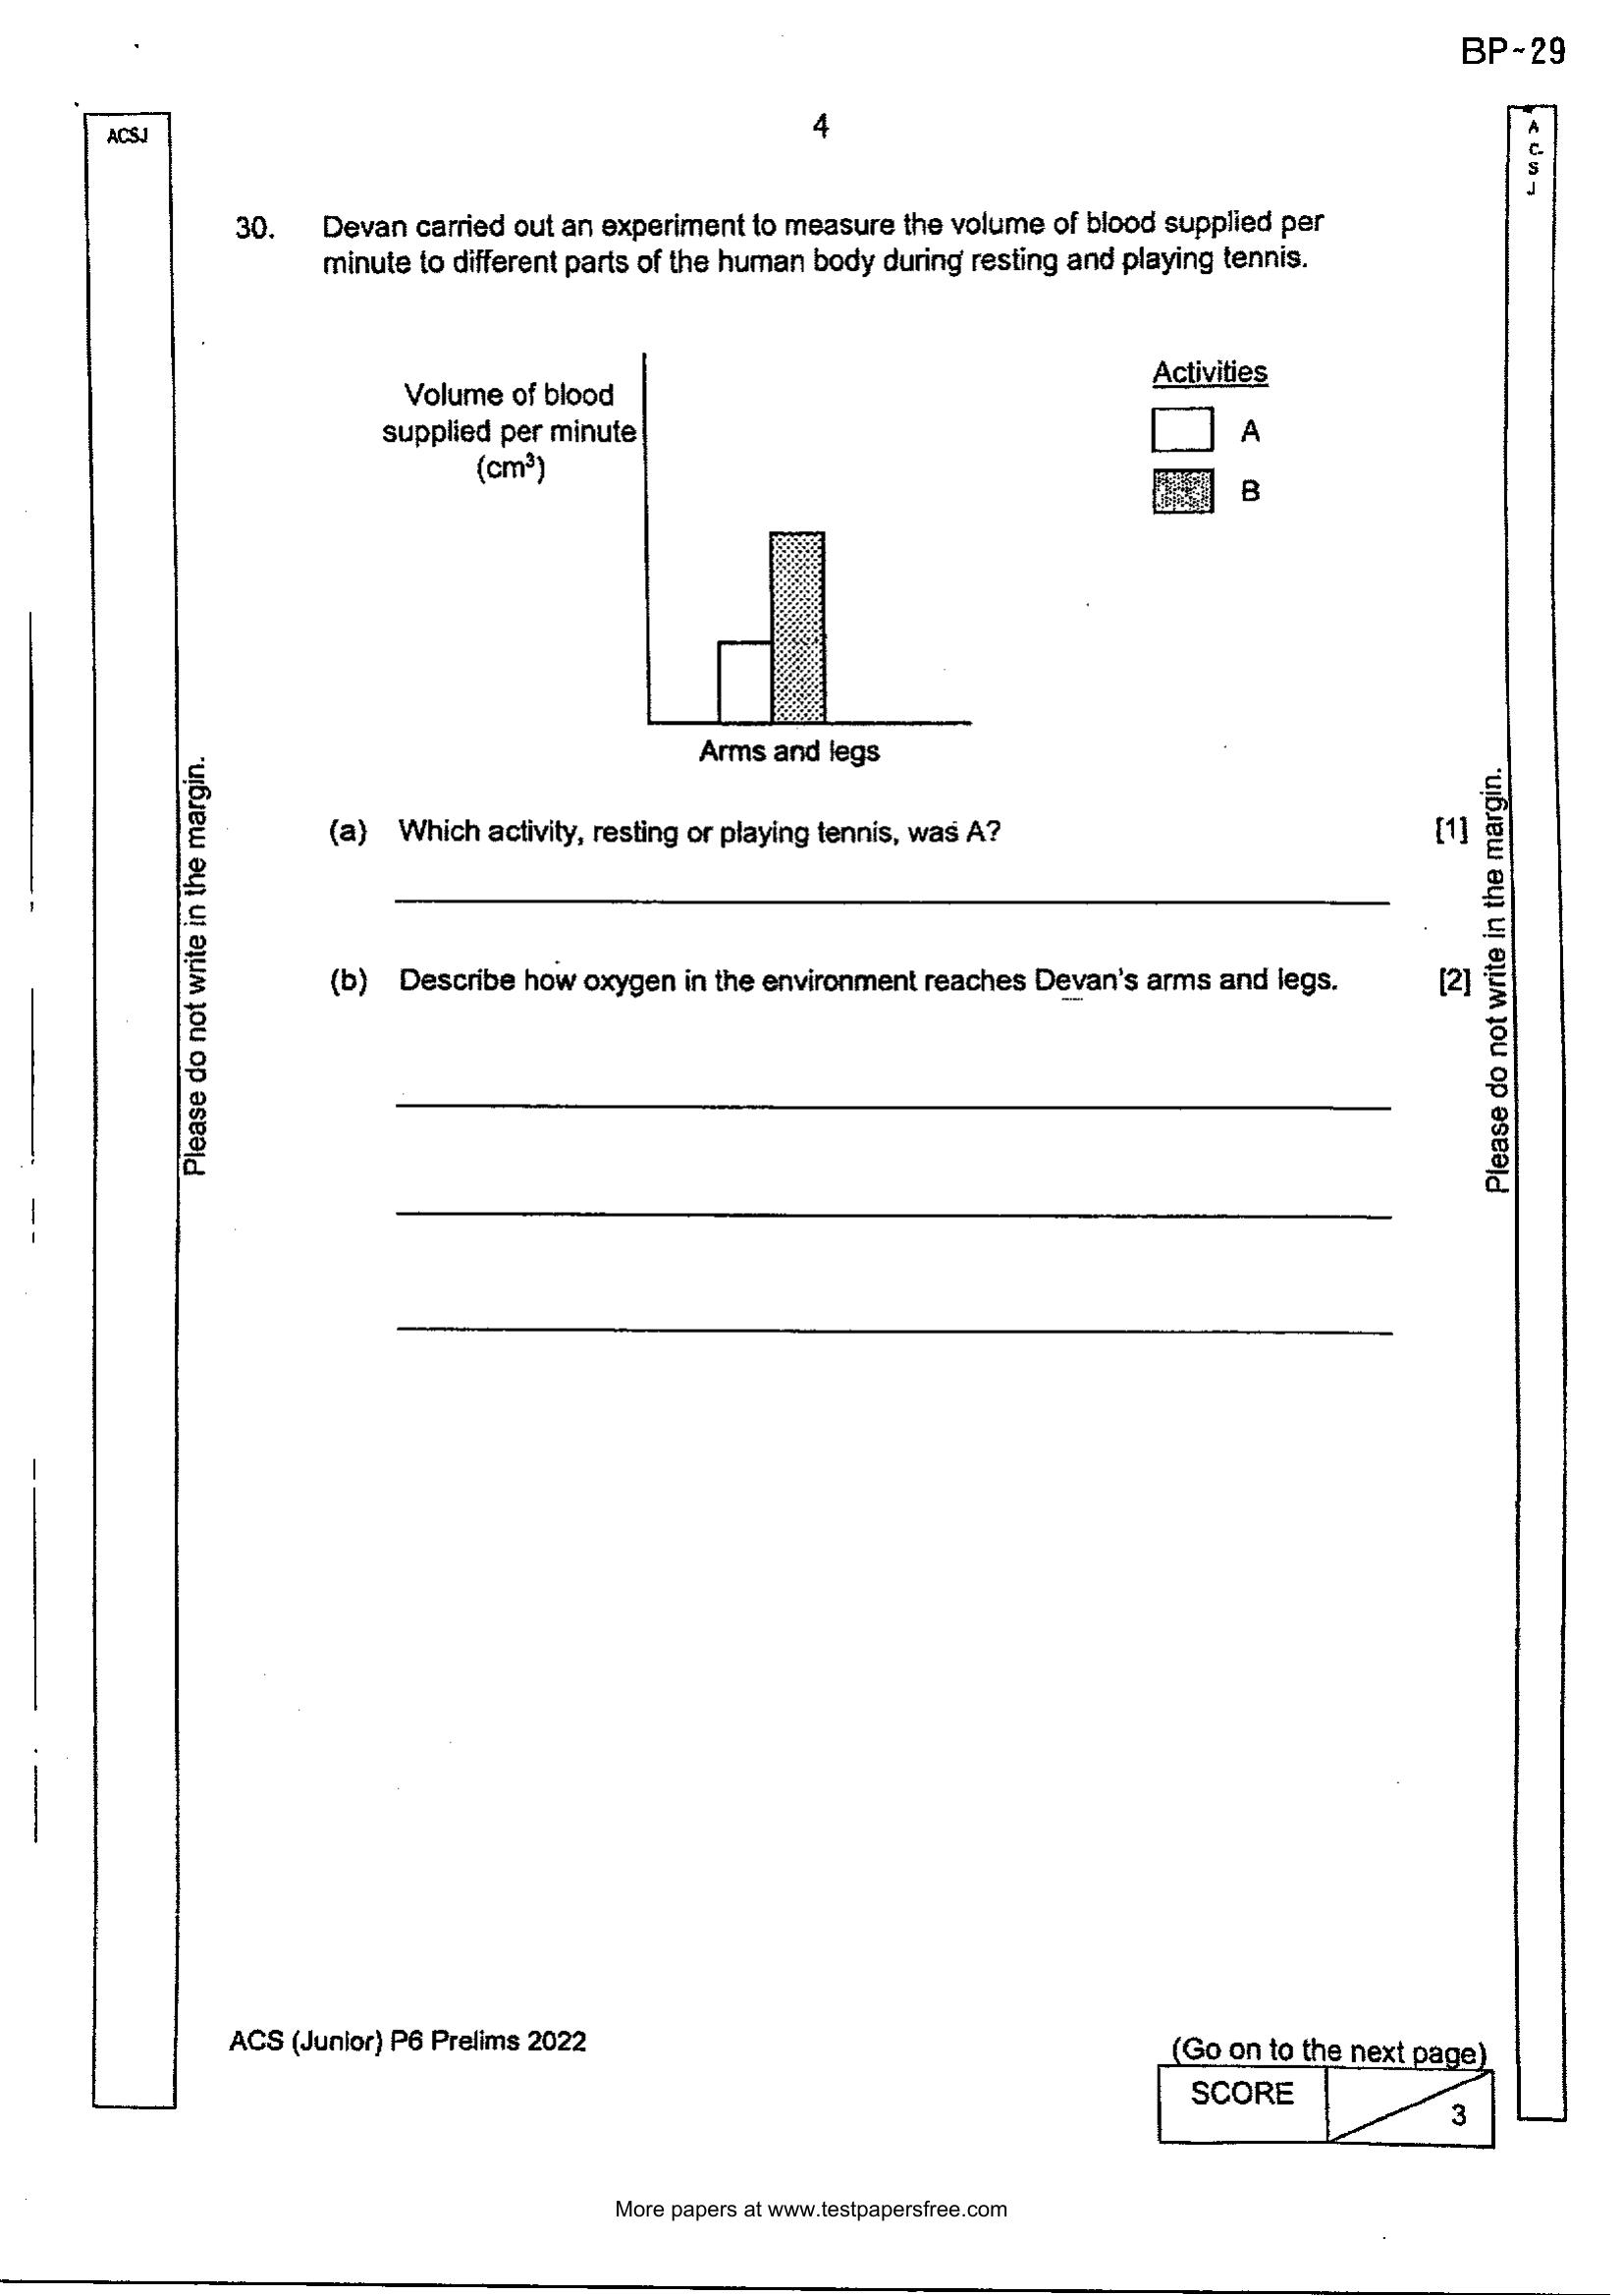 BP-29
4
ACSJ
A
C
S
J
30. Devan carried out an experiment to measure the volume of blood supplied per
minute to different parts of the human body during resting and playing tennis.
Volume of blood
supplied per minute
(cm³)
Activities
A
B
Arms and legs
(a) Which activity, resting or playing tennis, was A? [1]
(b) Describe how oxygen in the environment reaches Devan's arms and legs. [2]
Please do not write in the margin.
Please do not write in the margin.
ACS (Junior) P6 Prelims 2022
(Go on to the next page)
SCORE
3
More papers at www.testpapersfree.com